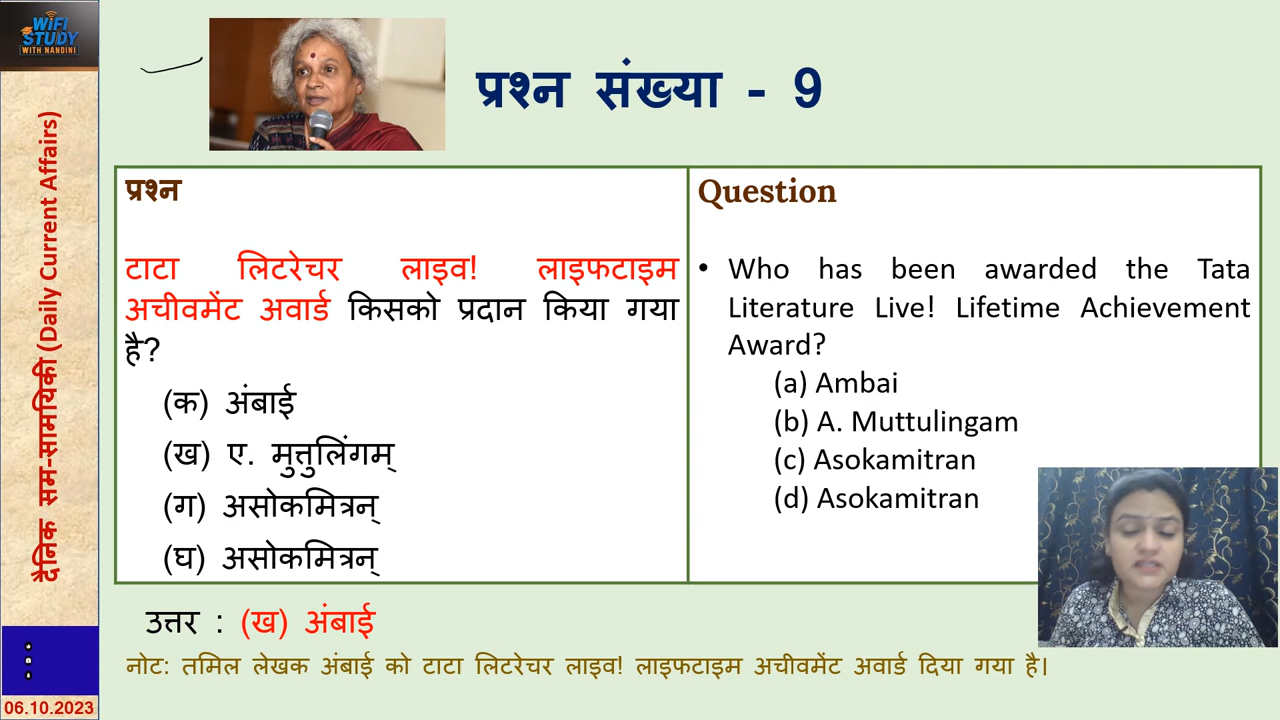 WiFi
STUDY
WITH NANDINI
दैनिक सम-सामयिकी (Daily Current Affairs)
प्रश्न संख्या - 9
प्रश्न
टाटा लिटरेचर लाइव! लाइफटाइम
अचीवमेंट अवार्ड किसको प्रदान किया गया
है?
(क) अंबाई
(ख) ए. मुत्तुलिंगम्
(ग) असोकमित्रन्
(घ) असोकमित्रन्
Question
• Who has been awarded the Tata
Literature Live! Lifetime Achievement
Award?
(a) Ambai
(b) A. Muttulingam
(c) Asokamitran
(d) Asokamitran
उत्तर : (ख) अंबाई
नोट: तमिल लेखक अंबाई को टाटा लिटरेचर लाइव! लाइफटाइम अचीवमेंट अवार्ड दिया गया है।
06.10.2023